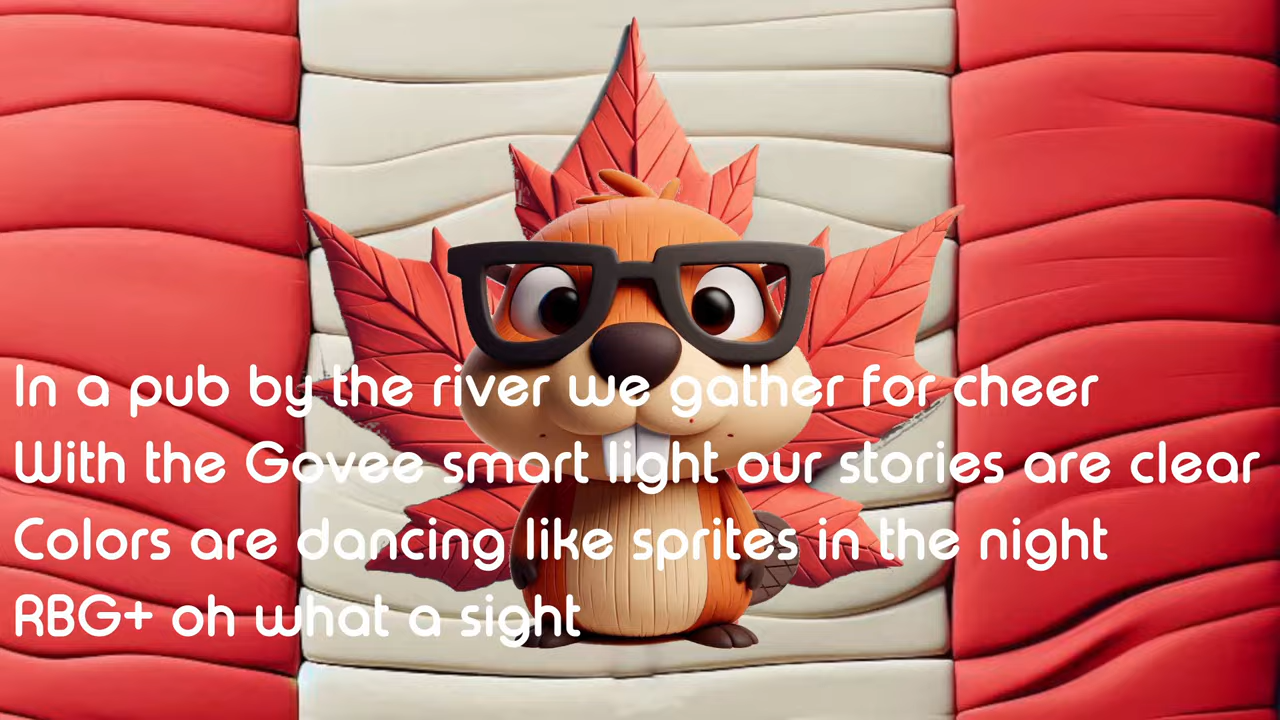 In a pub by the river we gather for cheer
With the Govee smart light our stories are clear
Colors are dancing like sprites in the night
RBG+ oh what a sight